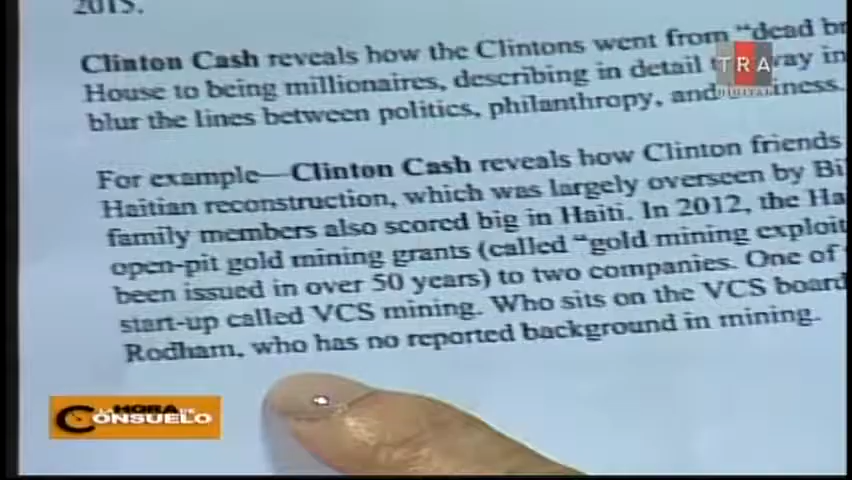 2015.
Clinton Cash reveals how the Clintons went from “dead br
House to being millionaires, describing in detail way in
blur the lines between politics, philanthropy, and
For example—Clinton Cash reveals how Clinton friends
Haitian reconstruction, which was largely overseen by Bi
family members also scored big in Haiti. In 2012, the Ha
open-pit gold mining grants (called “gold mining exploit
been issued in over 50 years) to two companies. One of
start-up called VCS mining. Who sits on the VCS board
Rodham, who has no reported background in mining.
TRA
DIGITAL
LA HORA DE
CONSUELO